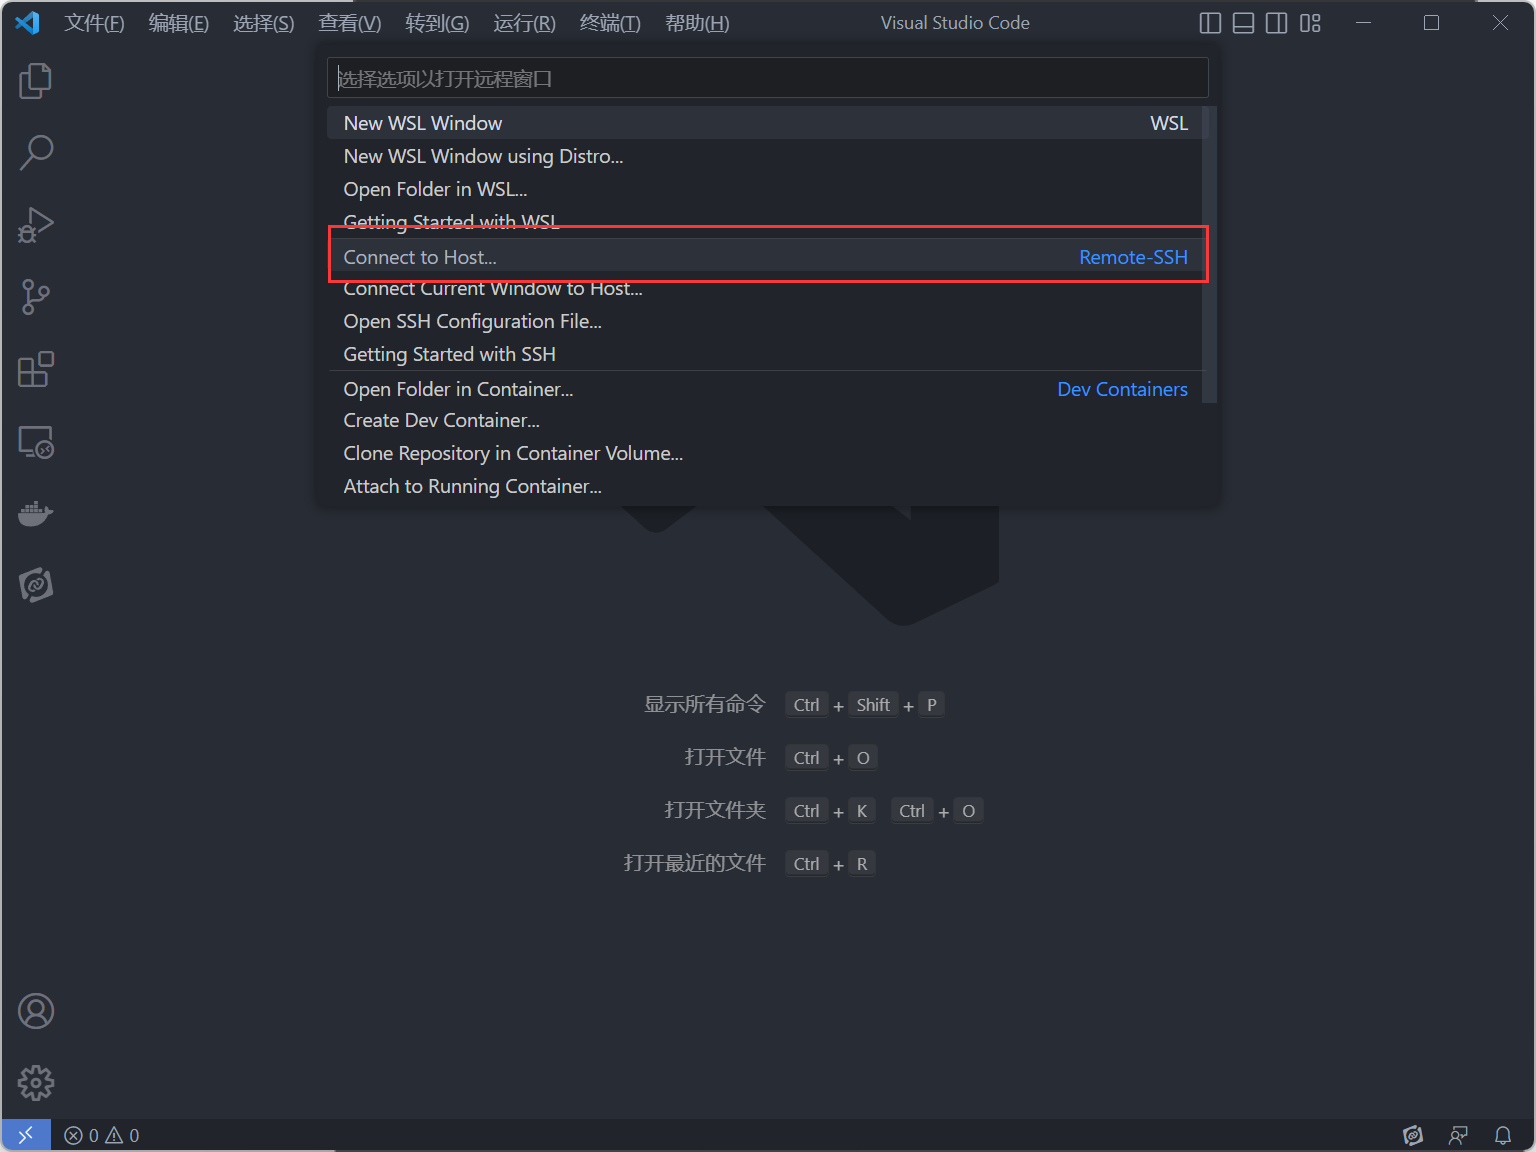 文件(F) 编辑(E) 选择(S) 查看(V) 转到(G) 运行(R) 终端(T) 帮助(H) Visual Studio Code
选择选项以打开远程窗口
New WSL Window WSL
New WSL Window using Distro...
Open Folder in WSL...
Getting Started with WSL
Connect to Host... Remote-SSH
Connect Current Window to Host...
Open SSH Configuration File...
Getting Started with SSH
Open Folder in Container... Dev Containers
Create Dev Container...
Clone Repository in Container Volume...
Attach to Running Container...
显示所有命令 Ctrl + Shift + P
打开文件 Ctrl + O
打开文件夹 Ctrl + K Ctrl + O
打开最近的文件 Ctrl + R
0 0